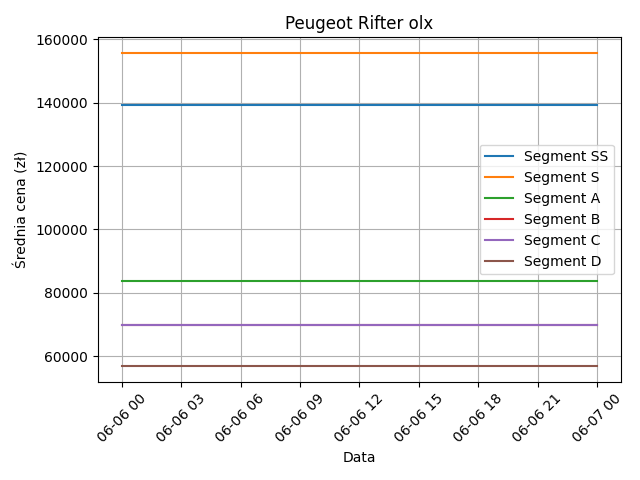 Peugeot Rifter olx
160000
140000
120000
100000
80000
60000
Średnia cena (zł)
Segment SS
Segment S
Segment A
Segment B
Segment C
Segment D
06-06 00
06-06 03
06-06 06
06-06 09
06-06 12
06-06 15
06-06 18
06-06 21
06-07 00
Data